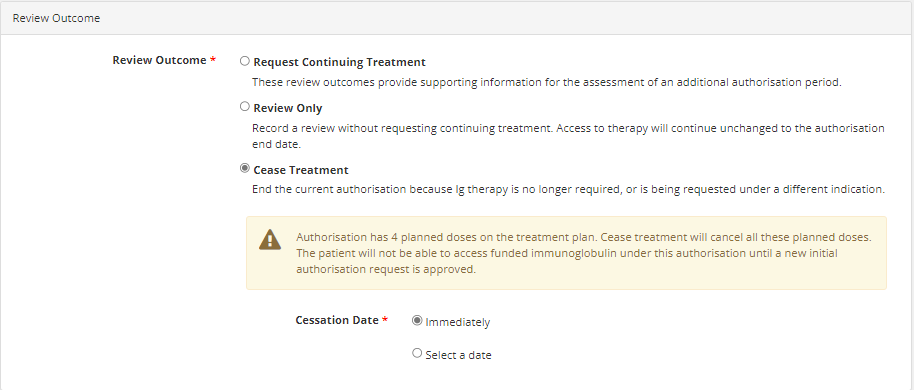 Review Outcome
Review Outcome *
Request Continuing Treatment
These review outcomes provide supporting information for the assessment of an additional authorisation period.
Review Only
Record a review without requesting continuing treatment. Access to therapy will continue unchanged to the authorisation
end date.
Cease Treatment
End the current authorisation because Ig therapy is no longer required, or is being requested under a different indication.
Authorisation has 4 planned doses on the treatment plan. Cease treatment will cancel all these planned doses.
The patient will not be able to access funded immunoglobulin under this authorisation until a new initial
authorisation request is approved.
Cessation Date *
Immediately
Select a date